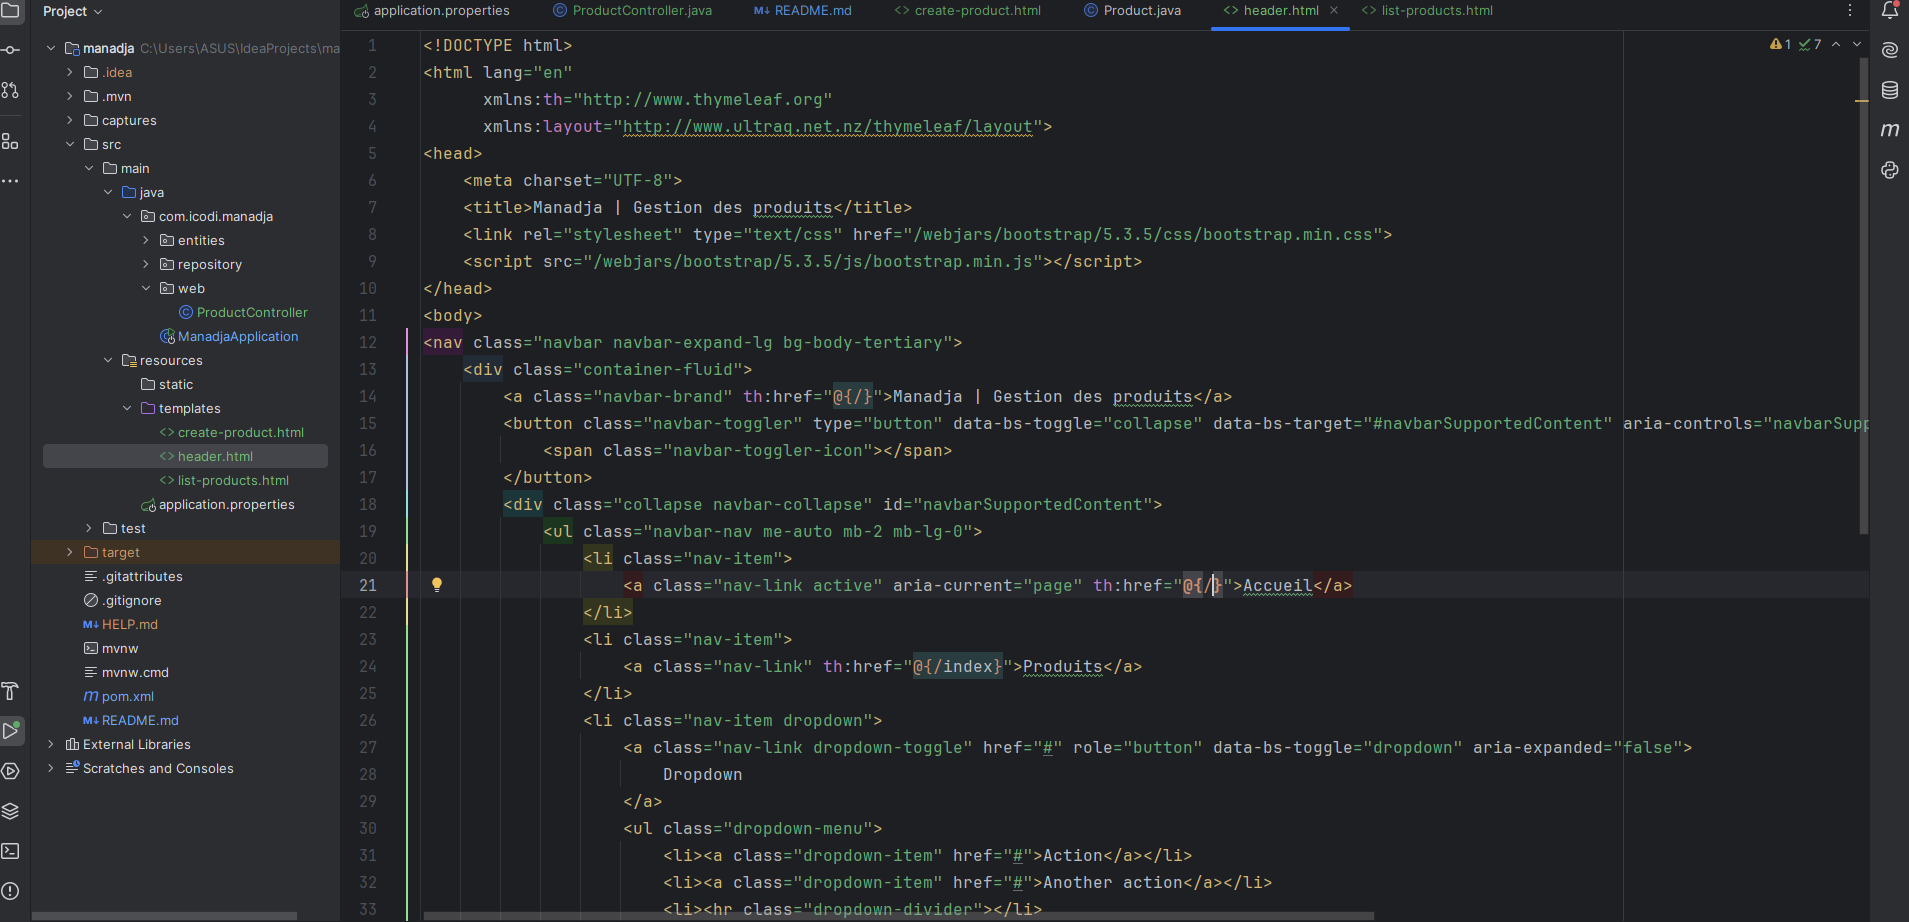 Project
application.properties
ProductController.java
README.md
create-product.html
Product.java
header.html
list-products.html
manadja C:\Users\ASUS\IdeaProjects\ma
.idea
.mvn
captures
src
main
java
com.icodi.manadja
entities
repository
web
ProductController
ManadjaApplication
resources
static
templates
create-product.html
header.html
list-products.html
application.properties
test
target
.gitattributes
.gitignore
HELP.md
mvnw
mvnw.cmd
pom.xml
README.md
External Libraries
Scratches and Consoles
1 7
1 <!DOCTYPE html>
2 <html lang="en"
3 xmlns:th="http://www.thymeleaf.org"
4 xmlns:layout="http://www.ultraq.net.nz/thymeleaf/layout">
5 <head>
6 <meta charset="UTF-8">
7 <title>Manadja | Gestion des produits</title>
8 <link rel="stylesheet" type="text/css" href="/webjars/bootstrap/5.3.5/css/bootstrap.min.css">
9 <script src="/webjars/bootstrap/5.3.5/js/bootstrap.min.js"></script>
10 </head>
11 <body>
12 <nav class="navbar navbar-expand-lg bg-body-tertiary">
13 <div class="container-fluid">
14 <a class="navbar-brand" th:href="@{/}">Manadja | Gestion des produits</a>
15 <button class="navbar-toggler" type="button" data-bs-toggle="collapse" data-bs-target="#navbarSupportedContent" aria-controls="navbarSupp
16 <span class="navbar-toggler-icon"></span>
17 </button>
18 <div class="collapse navbar-collapse" id="navbarSupportedContent">
19 <ul class="navbar-nav me-auto mb-2 mb-lg-0">
20 <li class="nav-item">
21 <a class="nav-link active" aria-current="page" th:href="@{/}">Accueil</a>
22 </li>
23 <li class="nav-item">
24 <a class="nav-link" th:href="@{/index}">Produits</a>
25 </li>
26 <li class="nav-item dropdown">
27 <a class="nav-link dropdown-toggle" href="#" role="button" data-bs-toggle="dropdown" aria-expanded="false">
28 Dropdown
29 </a>
30 <ul class="dropdown-menu">
31 <li><a class="dropdown-item" href="#">Action</a></li>
32 <li><a class="dropdown-item" href="#">Another action</a></li>
33 <li><hr class="dropdown-divider"></li>